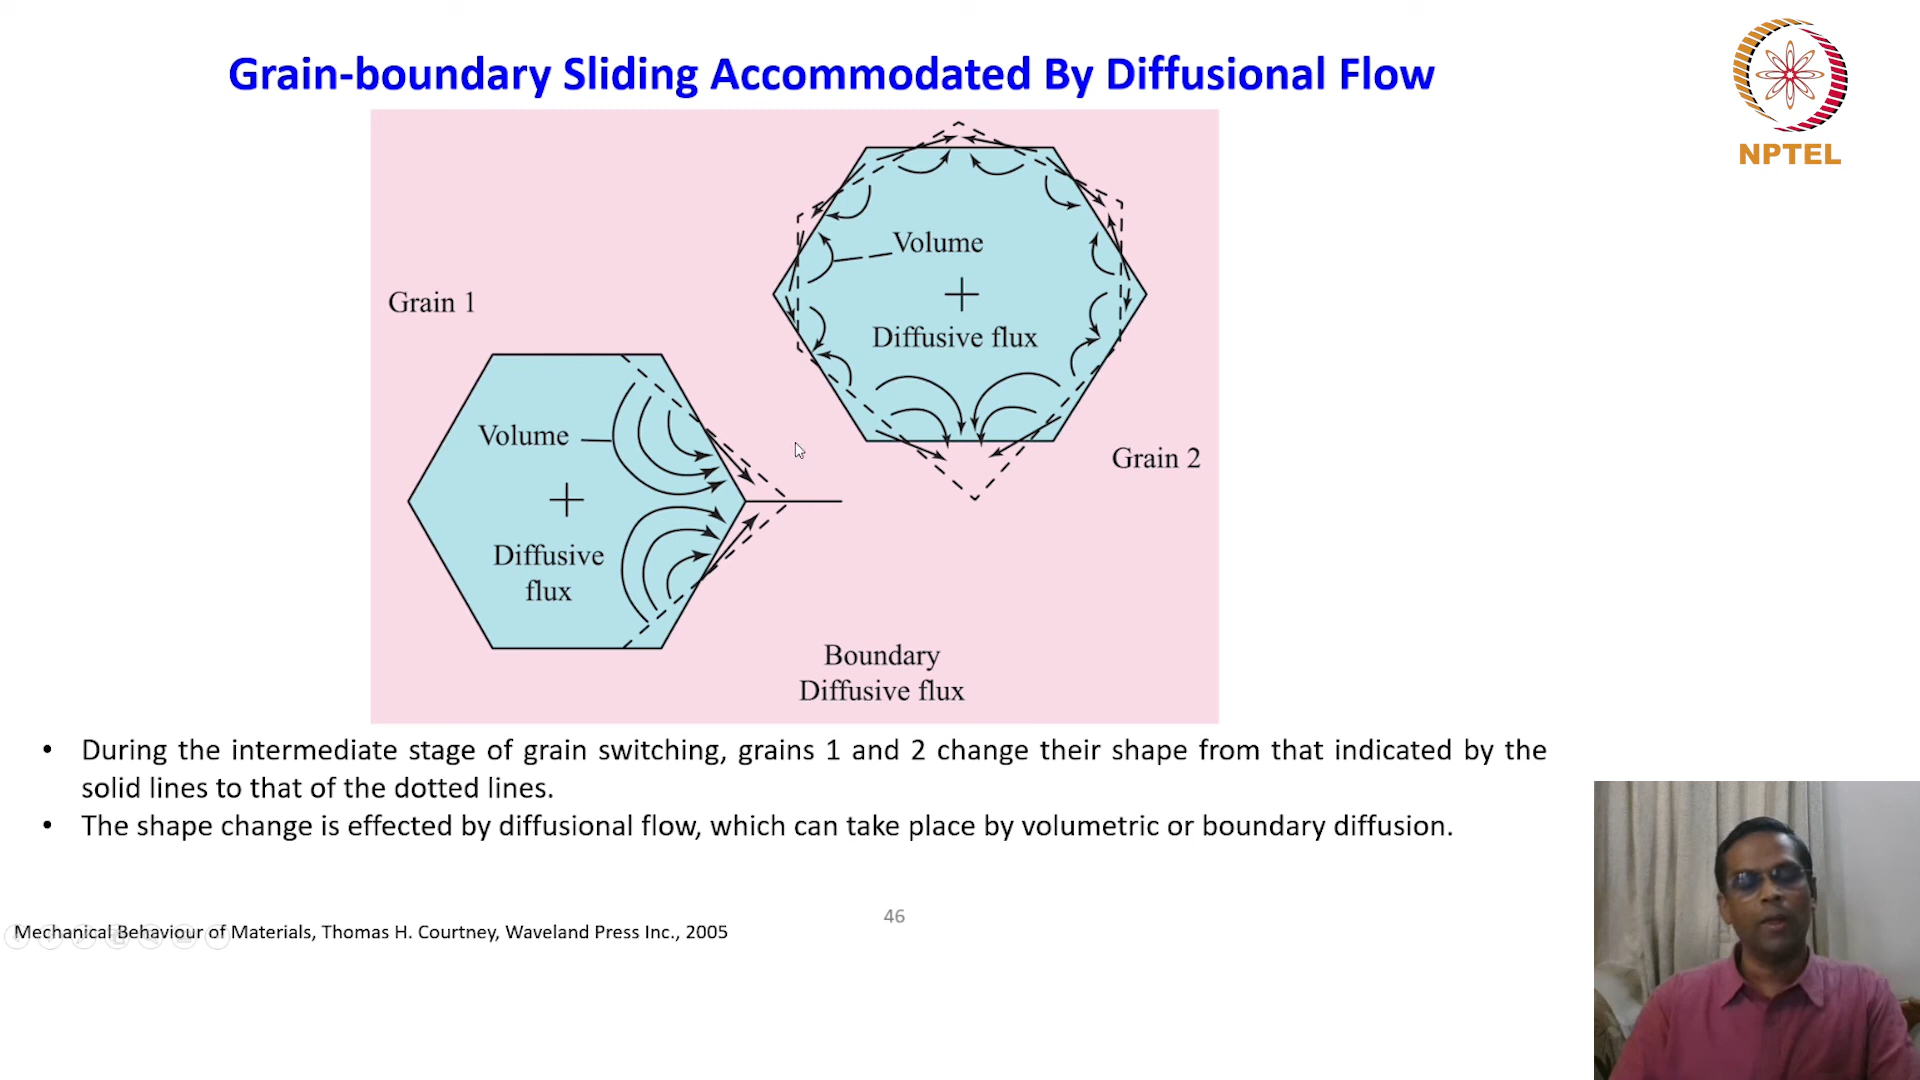 Grain-boundary Sliding Accommodated By Diffusional Flow
NPTEL
Volume
Diffusive flux
Grain 1
Volume
Diffusive
flux
Grain 2
Boundary
Diffusive flux
• During the intermediate stage of grain switching, grains 1 and 2 change their shape from that indicated by the
solid lines to that of the dotted lines.
• The shape change is effected by diffusional flow, which can take place by volumetric or boundary diffusion.
46
Mechanical Behaviour of Materials, Thomas H. Courtney, Waveland Press Inc., 2005